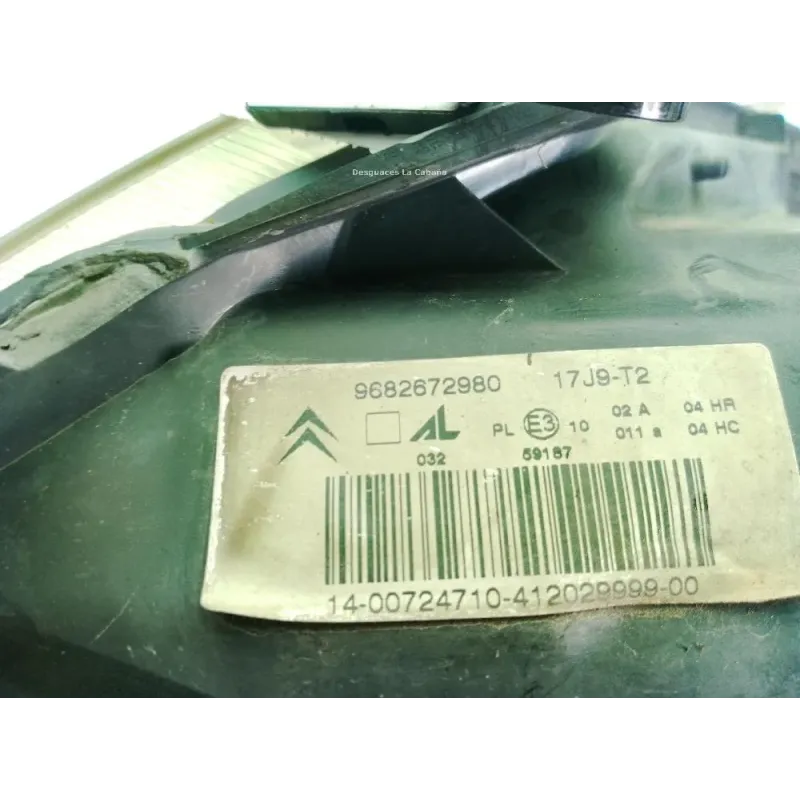 Desguaces La Cabana
9682672980 17J9-T2
AL PL E3 10 02 A 04 HR
011 a 04 HC
032 59187
14-00724710-412029999-00